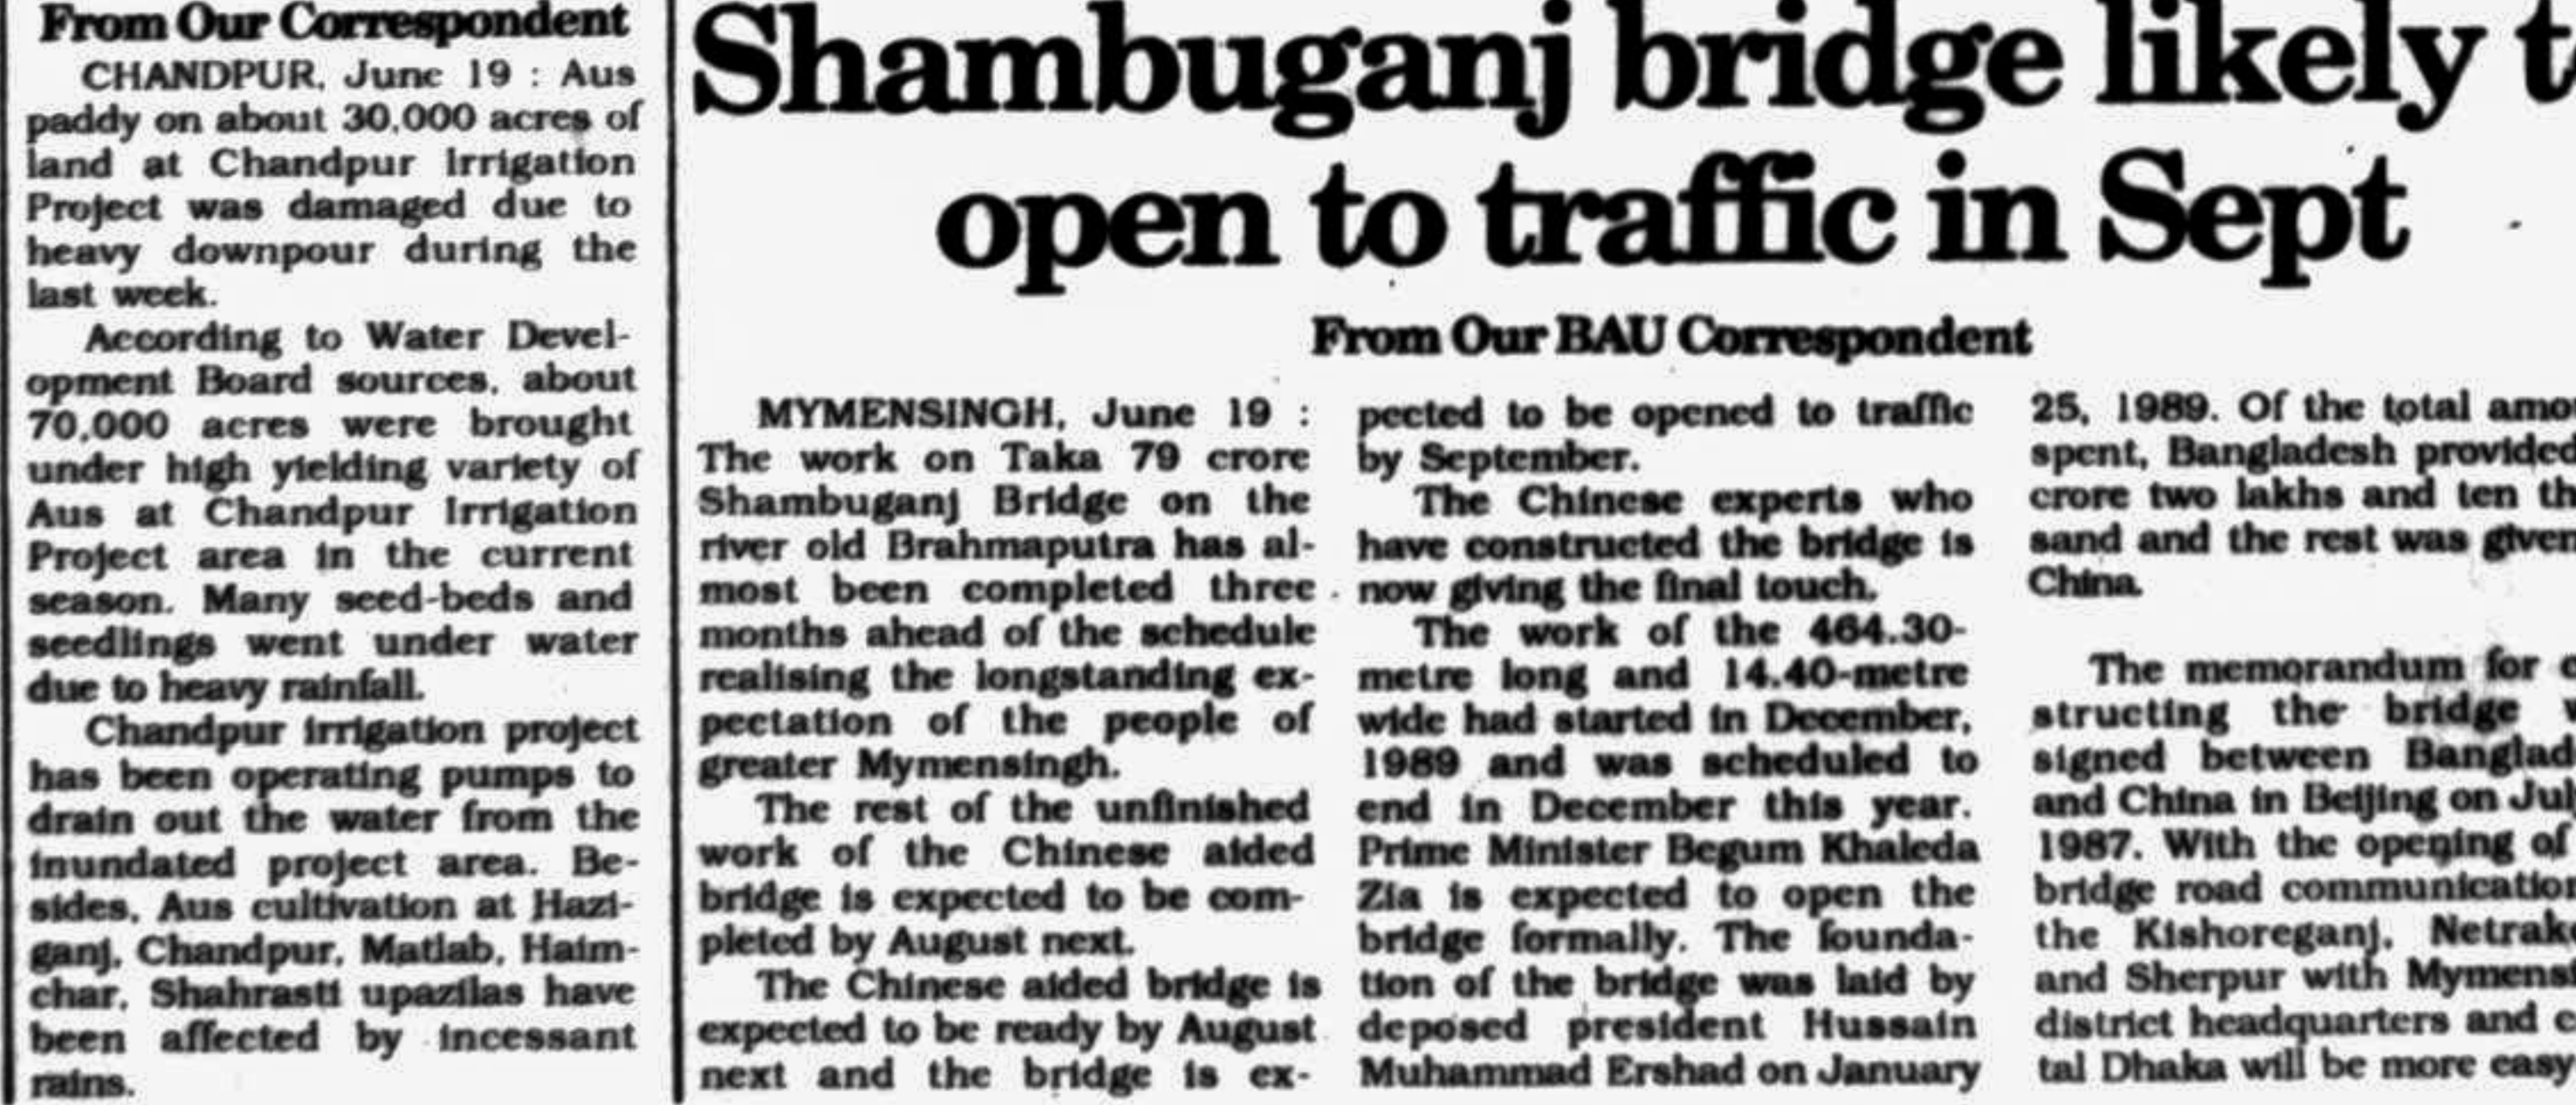 From Our Correspondent
CHANDPUR, June 19 : Aus
paddy on about 30,000 acres of
land at Chandpur Irrigation
Project was damaged due to
heavy downpour during the
last week.
According to Water Devel-
opment Board sources, about
70,000 acres were brought
under high yielding variety of
Aus at Chandpur Irrigation
Project area in the current
season. Many seed-beds and
seedlings went under water
due to heavy rainfall.
Chandpur irrigation project
has been operating pumps to
drain out the water from the
inundated project area. Be-
sides, Aus cultivation at Hazi-
ganj, Chandpur, Matlab, Haim-
char, Shahrasti upazilas have
been affected by incessant
rains.
Shambuganj bridge likely
open to traffic in Sept
From Our BAU Correspondent
MYMENSINGH, June 19 :
The work on Taka 79 crore
Shambuganj Bridge on the
river old Brahmaputra has al-
most been completed three
months ahead of the schedule
realising the longstanding ex-
pectation of the people of
greater Mymensingh.
The rest of the unfinished
work of the Chinese aided
bridge is expected to be com-
pleted by August next.
The Chinese aided bridge is
expected to be ready by August
next and the bridge is ex-
pected to be opened to traffic
by September.
The Chinese experts who
have constructed the bridge is
now giving the final touch.
The work of the 464.30-
metre long and 14.40-metre
wide had started in December,
1989 and was scheduled to
end in December this year.
Prime Minister Begum Khaleda
Zia is expected to open the
bridge formally. The founda-
tion of the bridge was laid by
deposed president Hussain
Muhammad Ershad on January
25, 1989. Of the total
spent, Bangladesh provided
crore two lakhs and ten
sand and the rest was given
China.
The memorandum for
structing the bridge
signed between
and China in Beijing on
1987. With the opening of
bridge road communication
the Kishoreganj,
and Sherpur with
district headquarters and
tal Dhaka will be more easy